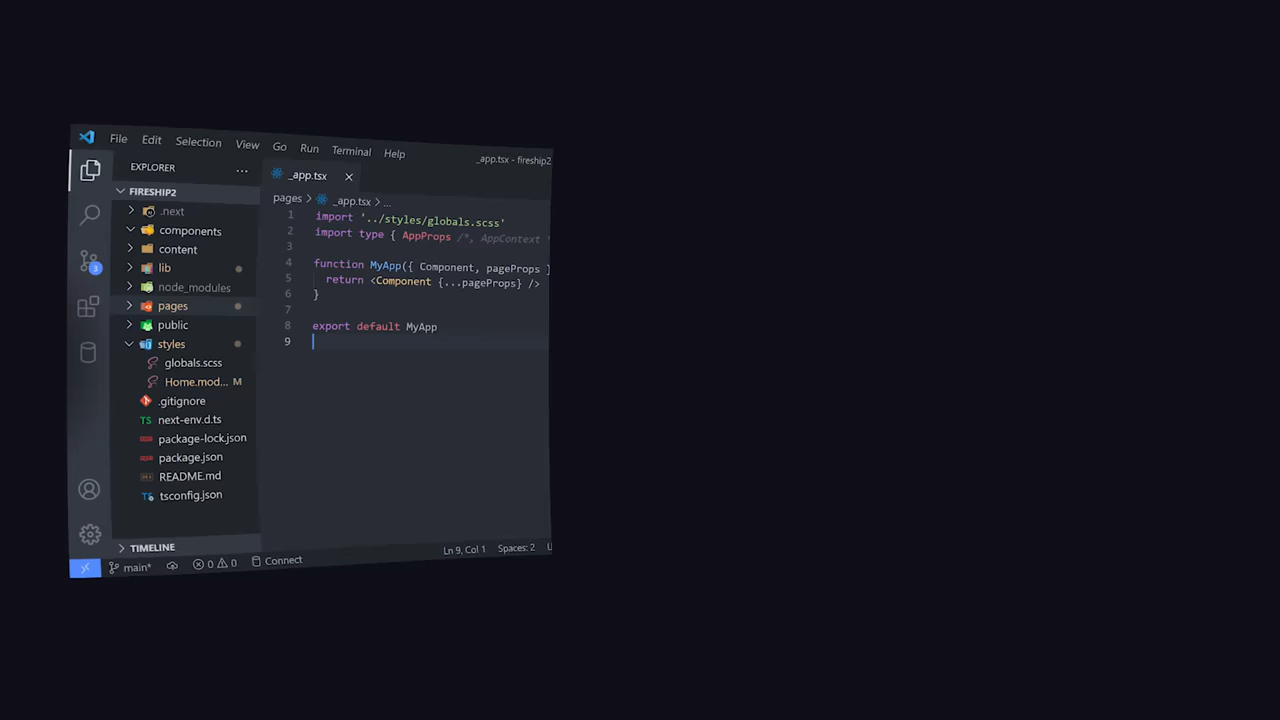 File Edit Selection View Go Run Terminal Help
_app.tsx - fireship2
EXPLORER ...
_app.tsx
FIRESHIP2
pages > _app.tsx > ...
.next
components
content
lib
node_modules
pages
public
styles
globals.scss
Home.mod... M
.gitignore
TS next-env.d.ts
package-lock.json
package.json
README.md
TS tsconfig.json
TIMELINE
3
1 import '../styles/globals.scss'
2 import type { AppProps /*, AppContext *
3
4 function MyApp({ Component, pageProps }
5 return <Component {...pageProps} />
6 }
7
8 export default MyApp
9
main* 0 0 Connect
Ln 9, Col 1 Spaces: 2